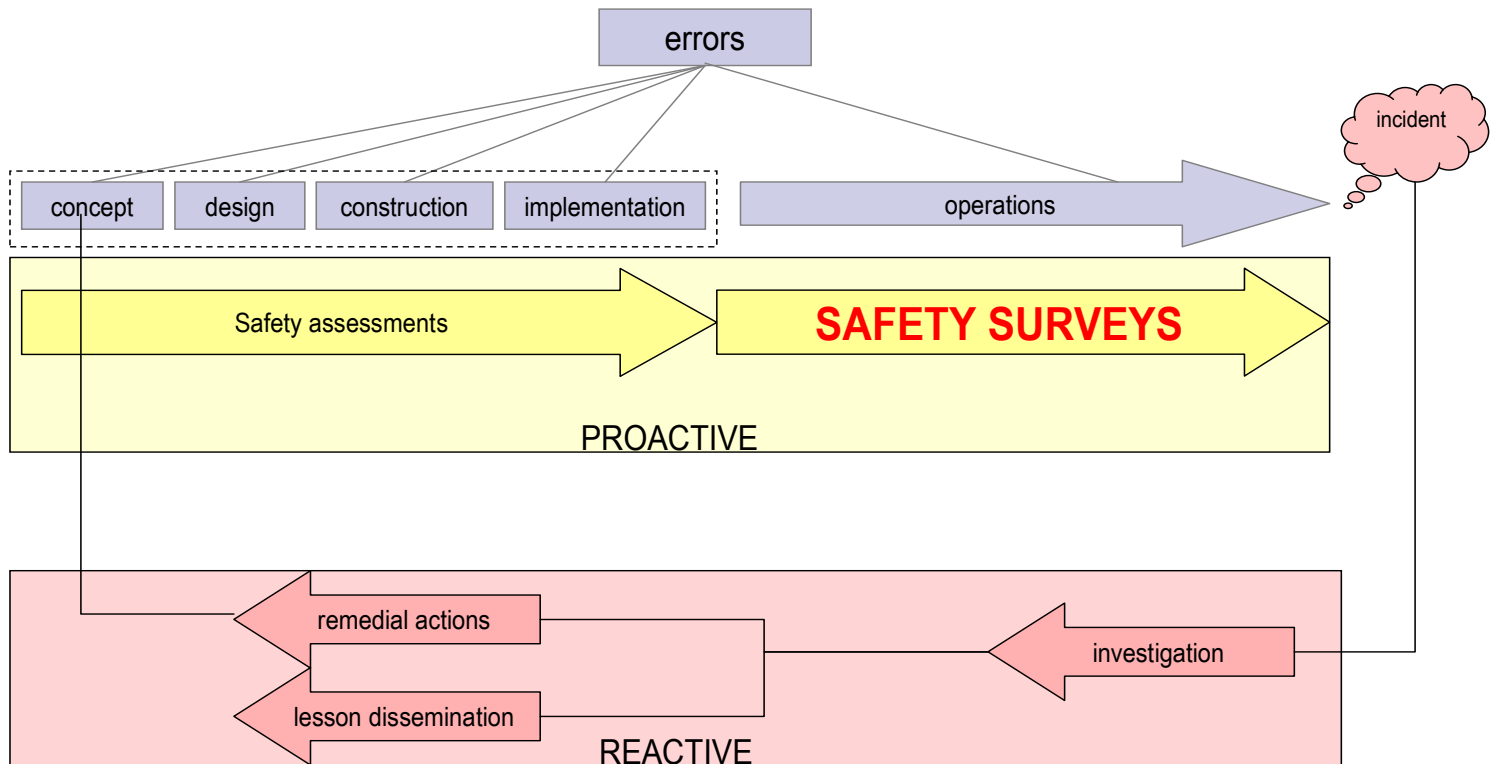 errors
incident
concept
design
construction
implementation
operations
Safety assessments
SAFETY SURVEYS
PROACTIVE
remedial actions
investigation
lesson dissemination
REACTIVE